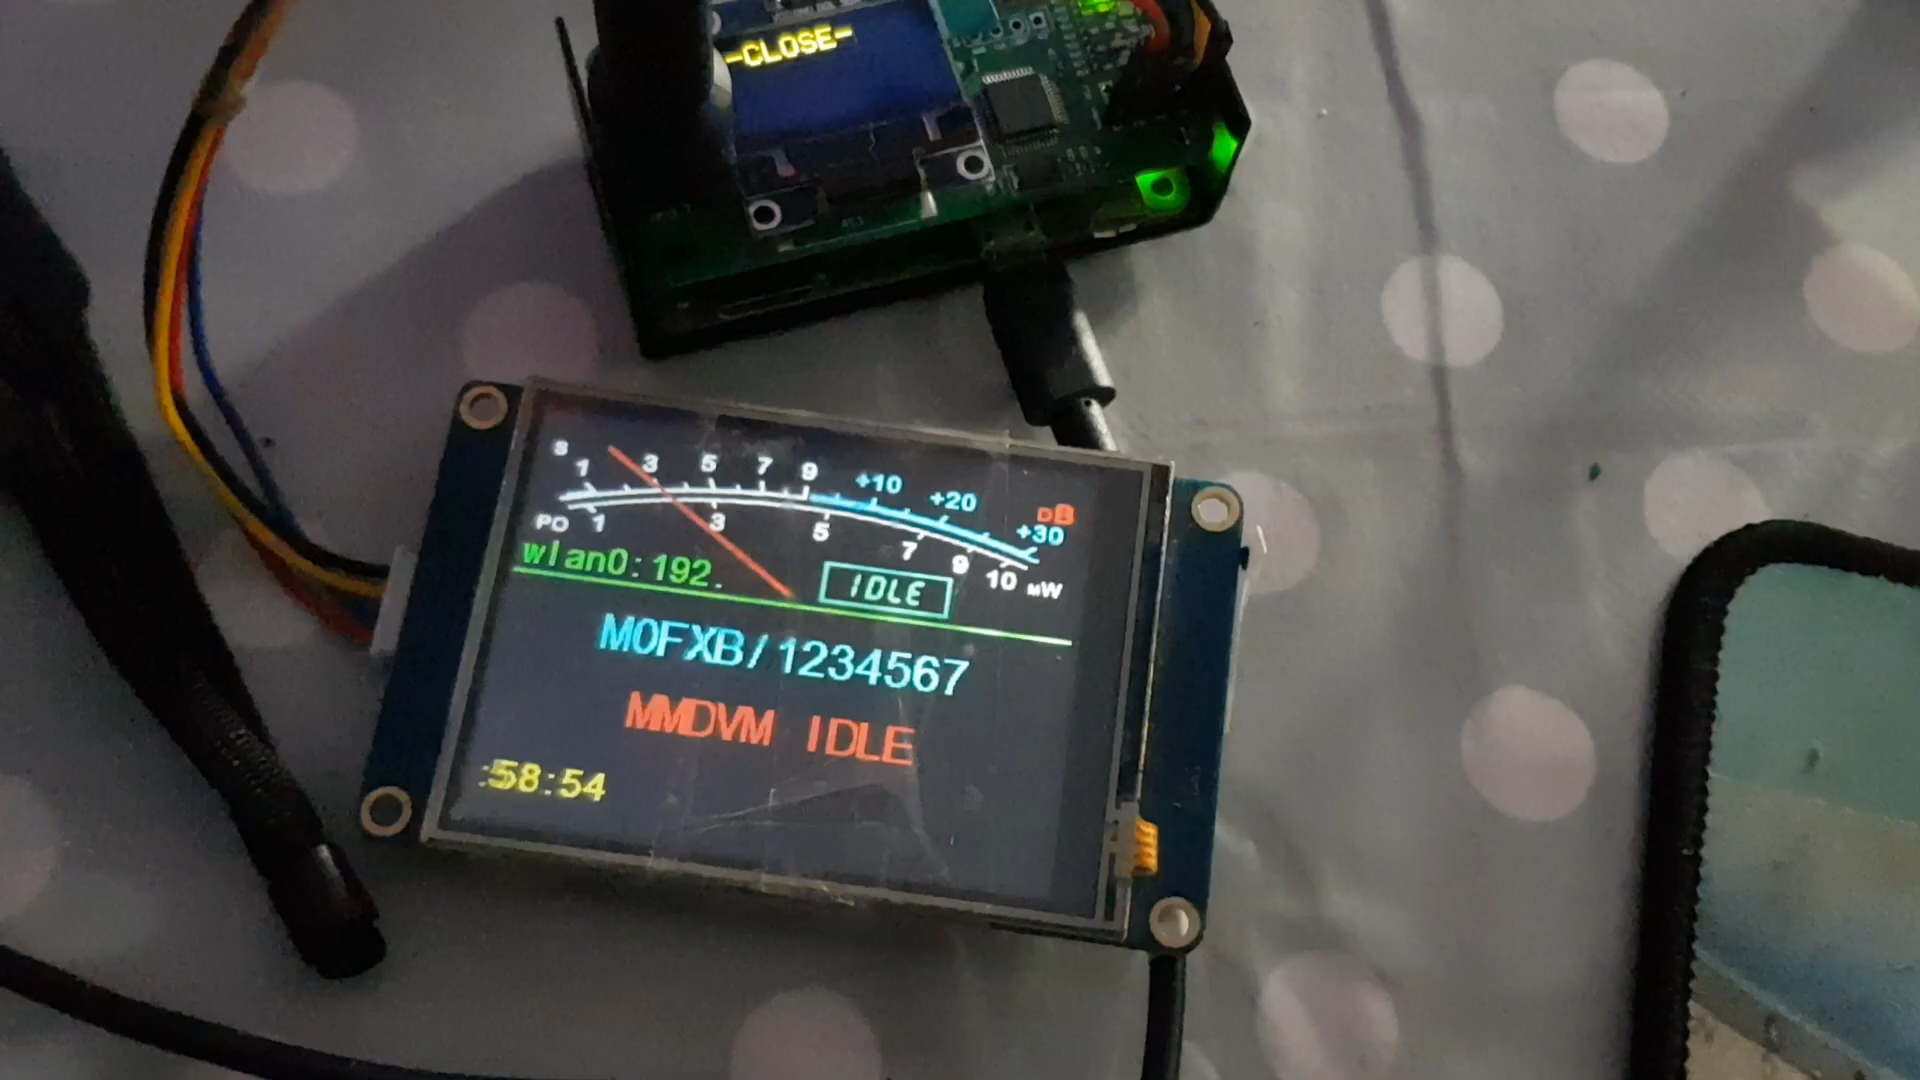 -CLOSE-
S 1 3 5 7 9 +10 +20 +30 DB
PO 1 3 5 7 9 10 MW
wlan0:192.
IDLE
M0FXB/1234567
MMDVM IDLE
:58:54